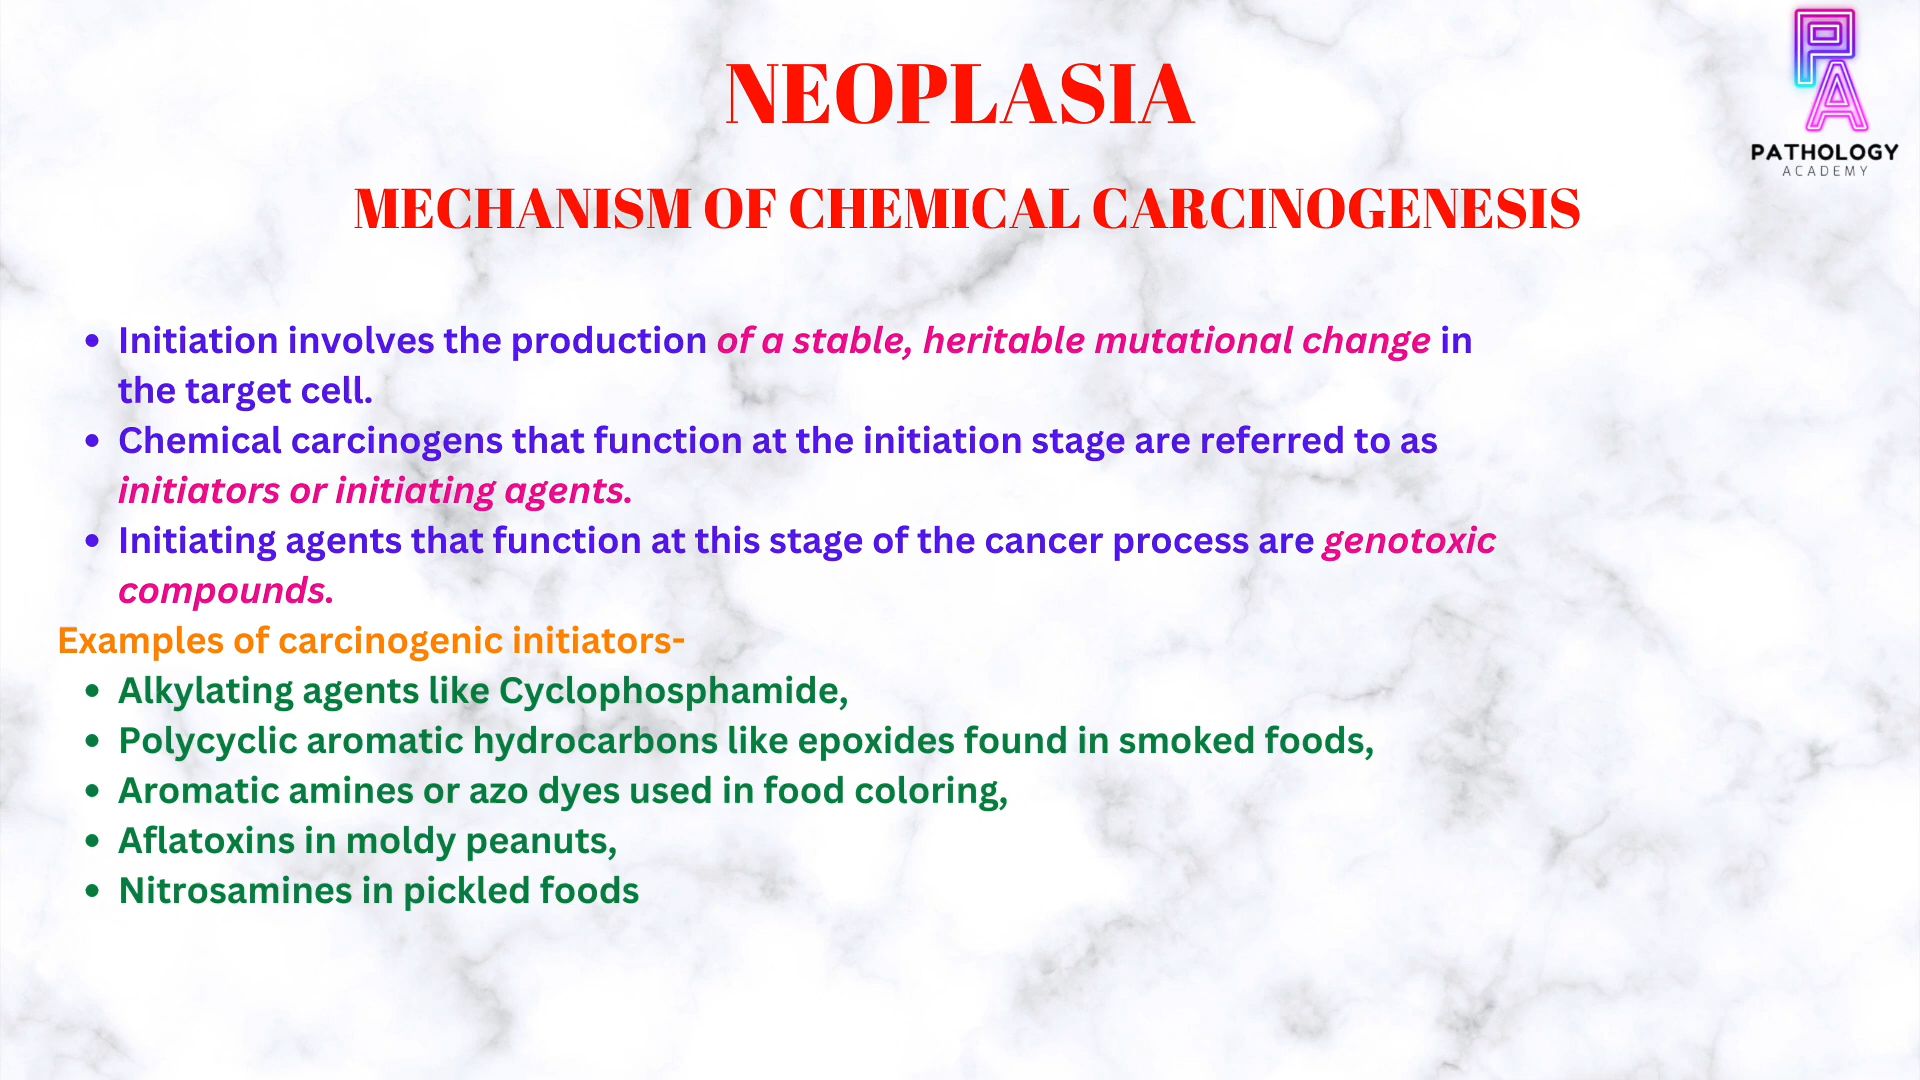 PA
PATHOLOGY
ACADEMY
NEOPLASIA
MECHANISM OF CHEMICAL CARCINOGENESIS
• Initiation involves the production of a stable, heritable mutational change in
the target cell.
• Chemical carcinogens that function at the initiation stage are referred to as
initiators or initiating agents.
• Initiating agents that function at this stage of the cancer process are genotoxic
compounds.
Examples of carcinogenic initiators-
• Alkylating agents like Cyclophosphamide,
• Polycyclic aromatic hydrocarbons like epoxides found in smoked foods,
• Aromatic amines or azo dyes used in food coloring,
• Aflatoxins in moldy peanuts,
• Nitrosamines in pickled foods